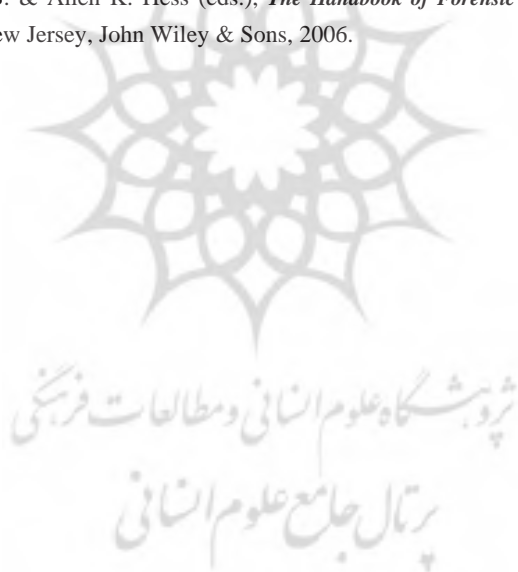 & Allen K. Hess (eds.), The Handbook of Forensic
ew Jersey, John Wiley & Sons, 2006.
پژوهشگاه علوم انسانی و مطالعات فرهنگی
پرتال جامع علوم انسانی